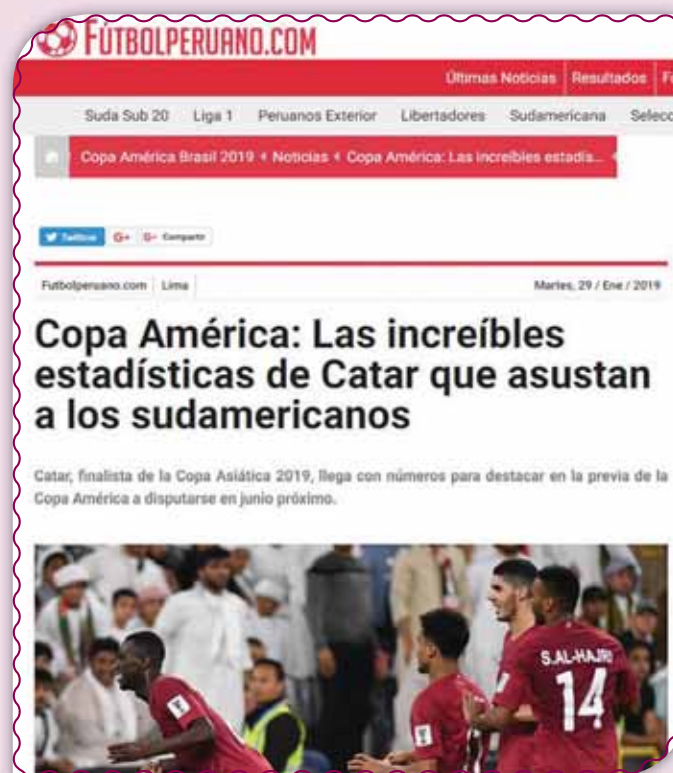 FÚTBOLPERUANO.COM
Últimas Noticias Resultados
Suda Sub 20 Liga 1 Peruanos Exterior Libertadores Sudamericana
Copa América Brasil 2019 Noticias Copa América: Las increíbles estadís...
Twittear G+ G+ Compartir
Futbolperuano.com Lima Martes, 29 / Ene / 2019
Copa América: Las increíbles
estadísticas de Catar que asustan
a los sudamericanos
Catar, finalista de la Copa Asiática 2019, llega con números para destacar en la previa de la
Copa América a disputarse en junio próximo.
S.AL-HAJRI
14